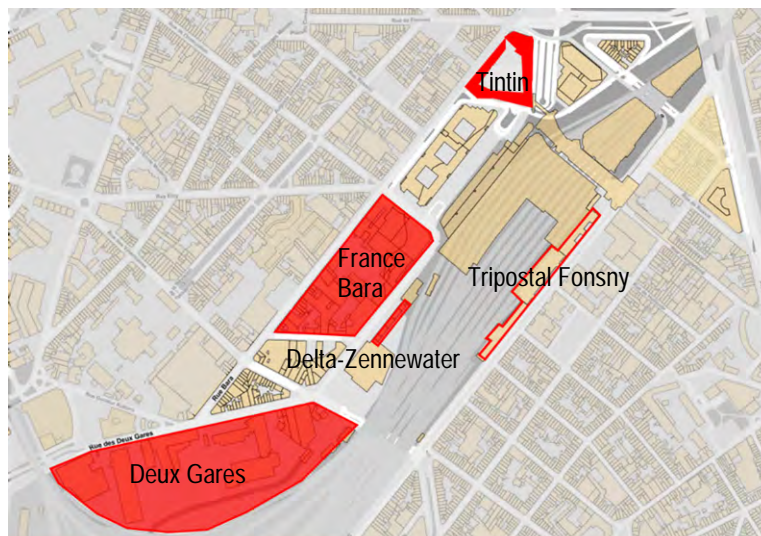 Tintin
France
Bara
Tripostal Fonsny
Delta-Zennewater
Rue Bara
Rue des Deux Gares
Deux Gares